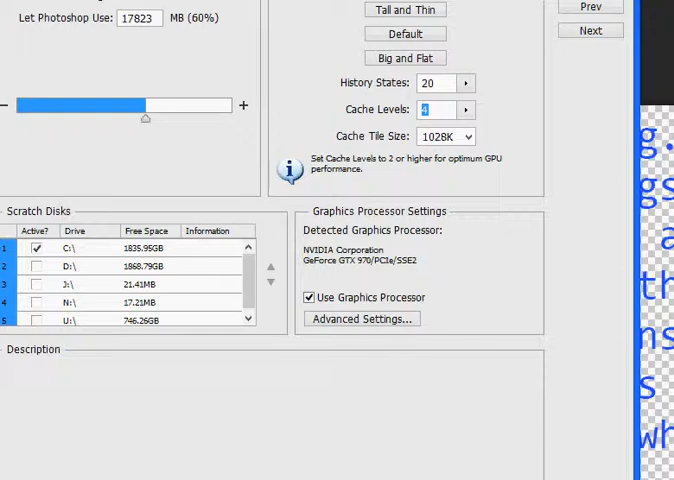 Let Photoshop Use: 17823 MB (60%)
Tall and Thin
Default
Big and Flat
Prev
Next
History States: 20
Cache Levels: 4
Cache Tile Size: 1028K
Set Cache Levels to 2 or higher for optimum GPU
performance.
Scratch Disks
Active? Drive Free Space Information
1 C:\ 1835.95GB
2 D:\ 1868.79GB
3 J:\ 21.41MB
4 N:\ 17.21MB
5 U:\ 746.26GB
Graphics Processor Settings
Detected Graphics Processor:
NVIDIA Corporation
GeForce GTX 970/PCIe/SSE2
Use Graphics Processor
Advanced Settings...
Description
g.
gs
a
th
ns
s
wh